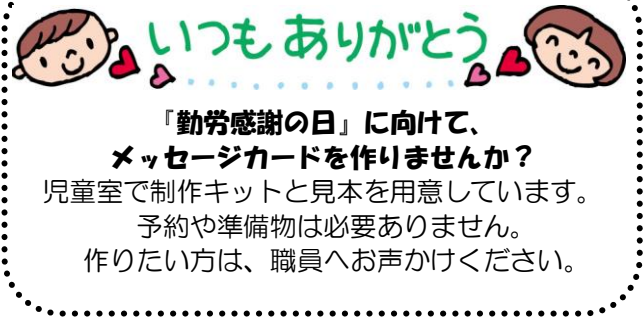 いつもありがとう
『勤労感謝の日』に向けて、
メッセージカードを作りませんか？
児童室で制作キットと見本を用意しています。
予約や準備物は必要ありません。
作りたい方は、職員へお声かけください。